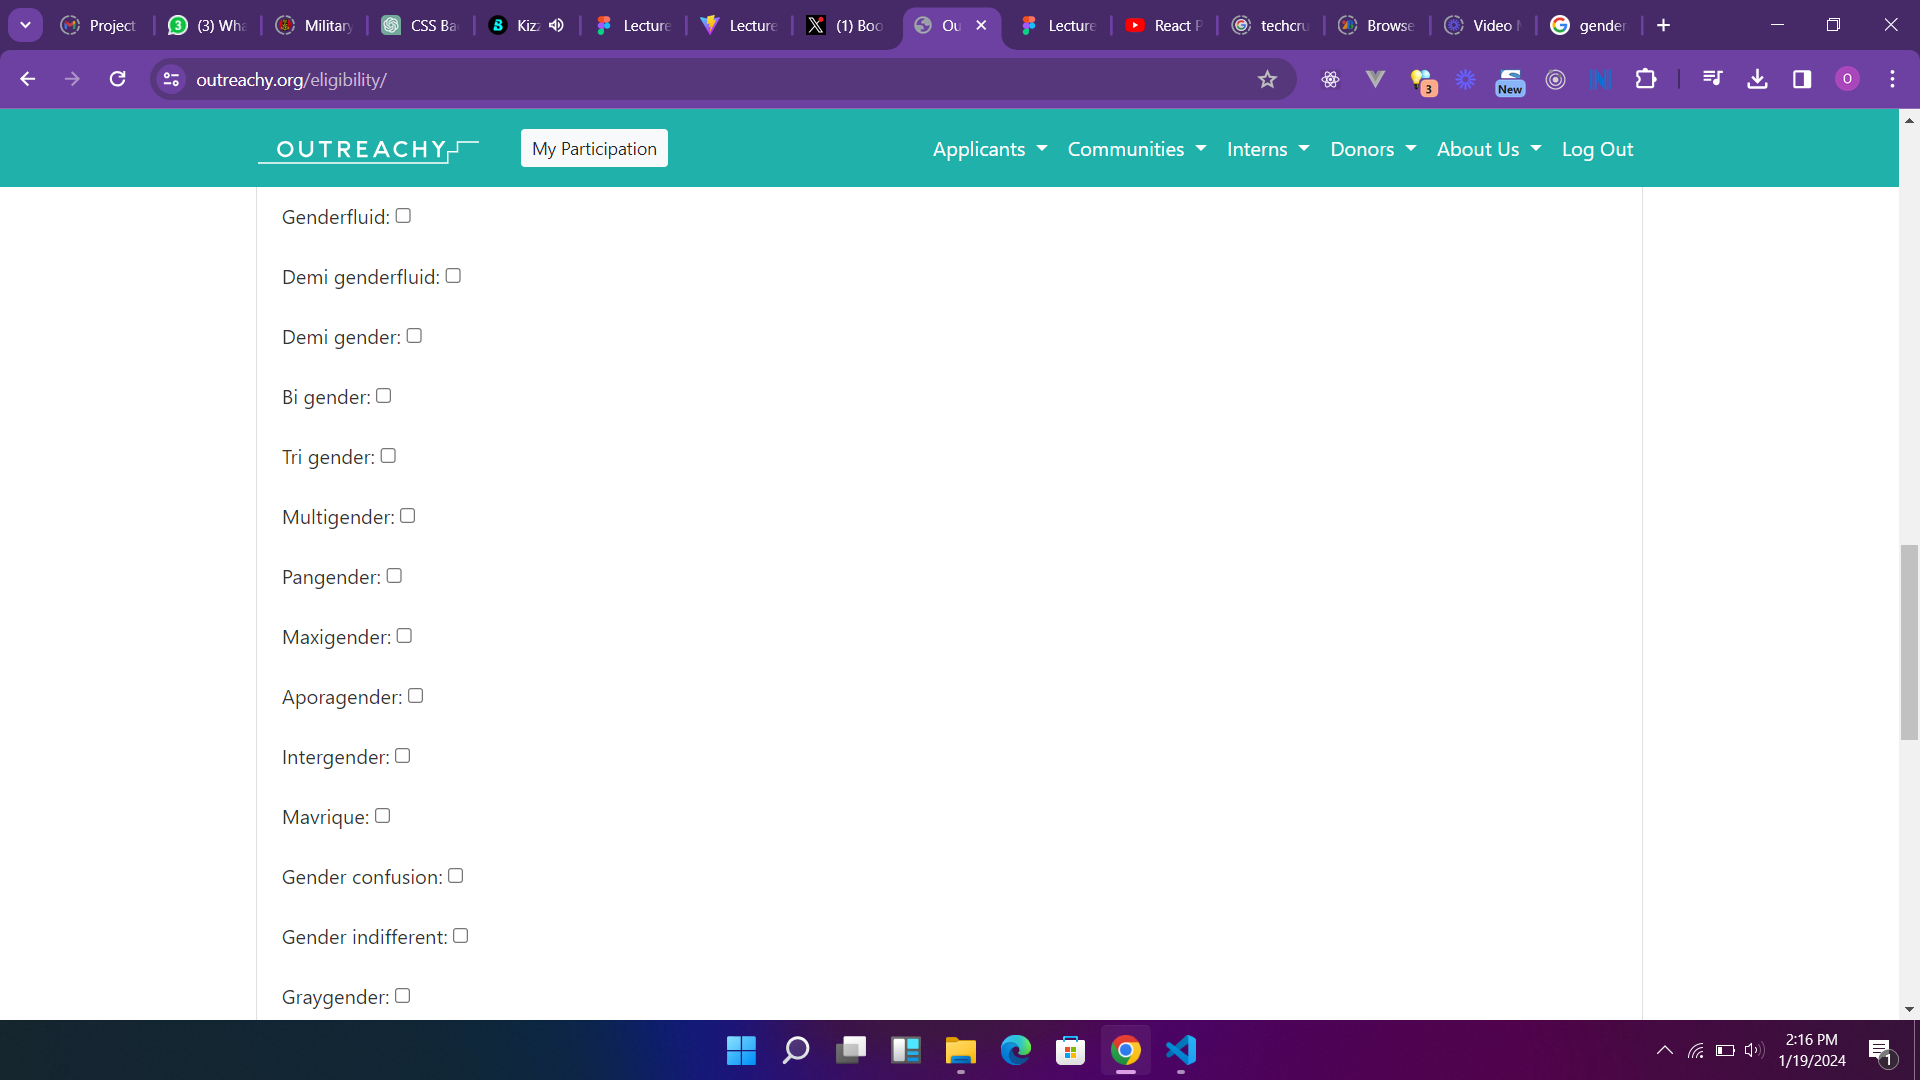 Project
(3) Wha
Military
CSS Ba
Kizz
Lecture
Lecture
(1) Boo
Ou
Lecture
React P
techcru
Browse
Video
gender
outreachy.org/eligibility/
3
New
O
OUTREACHY
My Participation
Applicants
Communities
Interns
Donors
About Us
Log Out
Genderfluid:
Demi genderfluid:
Demi gender:
Bi gender:
Tri gender:
Multigender:
Pangender:
Maxigender:
Aporagender:
Intergender:
Mavrique:
Gender confusion:
Gender indifferent:
Graygender:
2:16 PM
1/19/2024
1